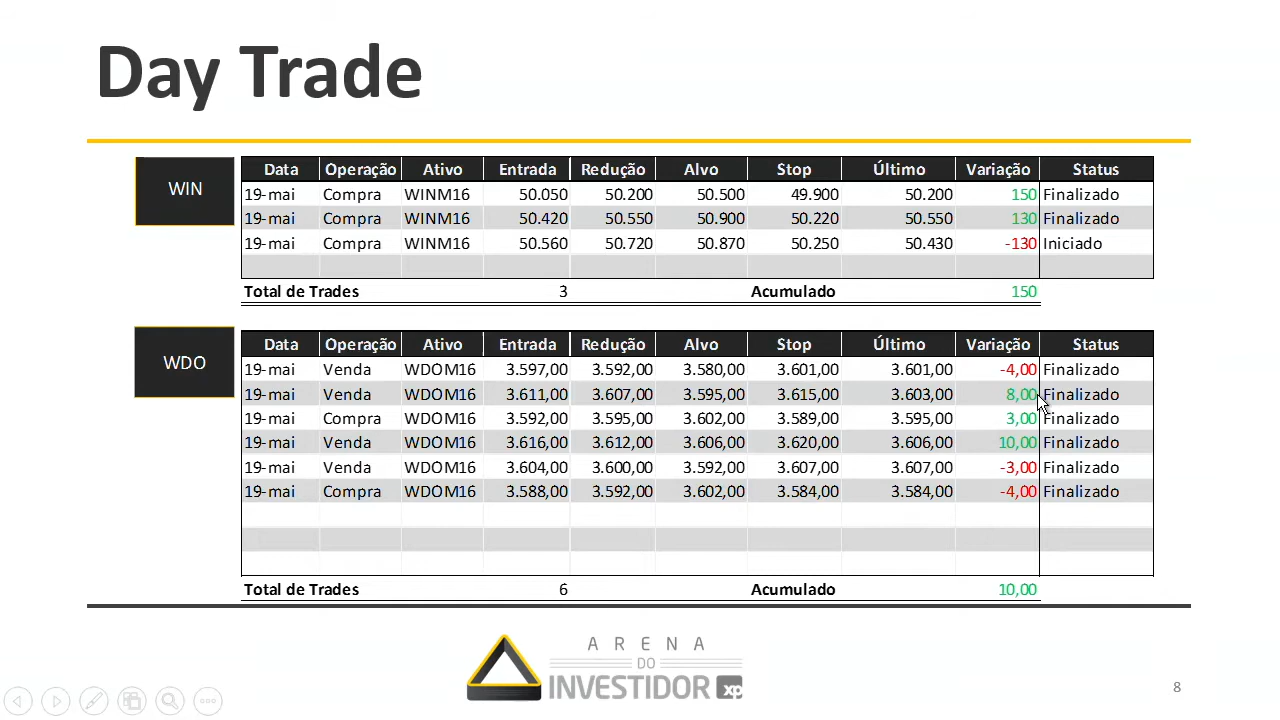 Day Trade
WIN
Data Operação Ativo Entrada Redução Alvo Stop Último Variação Status
19-mai Compra WINM16 50.050 50.200 50.500 49.900 50.200 150 Finalizado
19-mai Compra WINM16 50.420 50.550 50.900 50.220 50.550 130 Finalizado
19-mai Compra WINM16 50.560 50.720 50.870 50.250 50.430 -130 Iniciado
Total de Trades 3 Acumulado 150
WDO
Data Operação Ativo Entrada Redução Alvo Stop Último Variação Status
19-mai Venda WDOM16 3.597,00 3.592,00 3.580,00 3.601,00 3.601,00 -4,00 Finalizado
19-mai Venda WDOM16 3.611,00 3.607,00 3.595,00 3.615,00 3.603,00 8,00 Finalizado
19-mai Compra WDOM16 3.592,00 3.595,00 3.602,00 3.589,00 3.595,00 3,00 Finalizado
19-mai Venda WDOM16 3.616,00 3.612,00 3.606,00 3.620,00 3.606,00 10,00 Finalizado
19-mai Venda WDOM16 3.604,00 3.600,00 3.592,00 3.607,00 3.607,00 -3,00 Finalizado
19-mai Compra WDOM16 3.588,00 3.592,00 3.602,00 3.584,00 3.584,00 -4,00 Finalizado
Total de Trades 6 Acumulado 10,00
ARENA
DO
INVESTIDOR xp
8